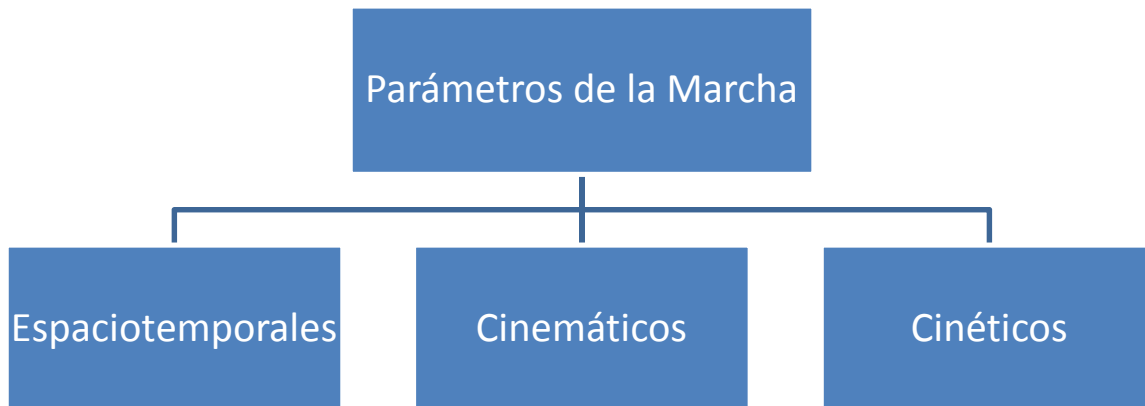 Parámetros de la Marcha
Espaciotemporales
Cinemáticos
Cinéticos